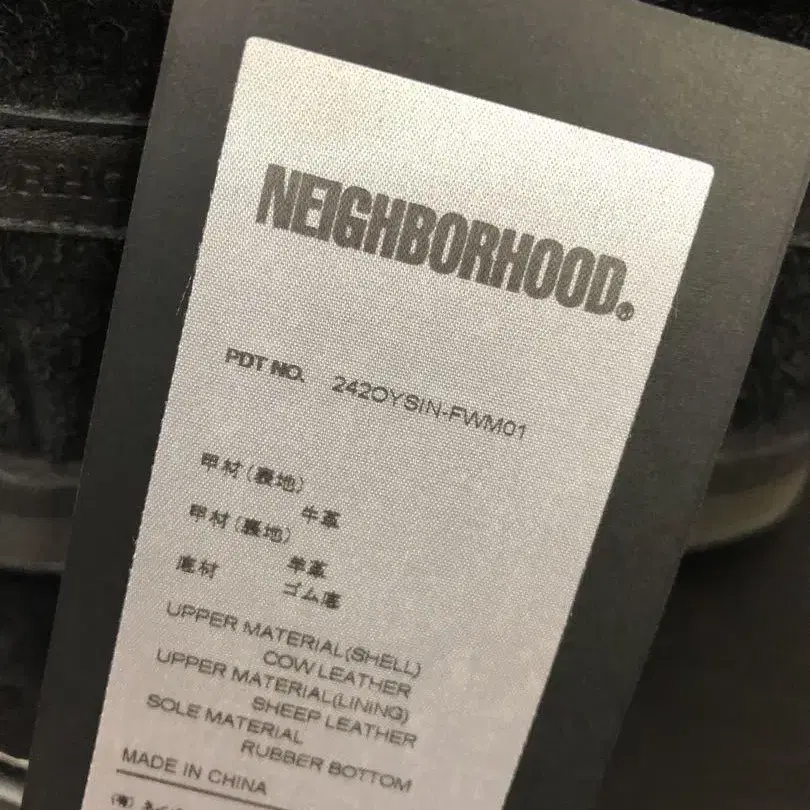 NEIGHBORHOOD®
PDT NO. 242OYSIN-FWM01
甲材(表地)
牛革
甲材(裏地)
羊革
底材
ゴム底
UPPER MATERIAL(SHELL)
COW LEATHER
UPPER MATERIAL(LINING)
SHEEP LEATHER
SOLE MATERIAL
RUBBER BOTTOM
MADE IN CHINA